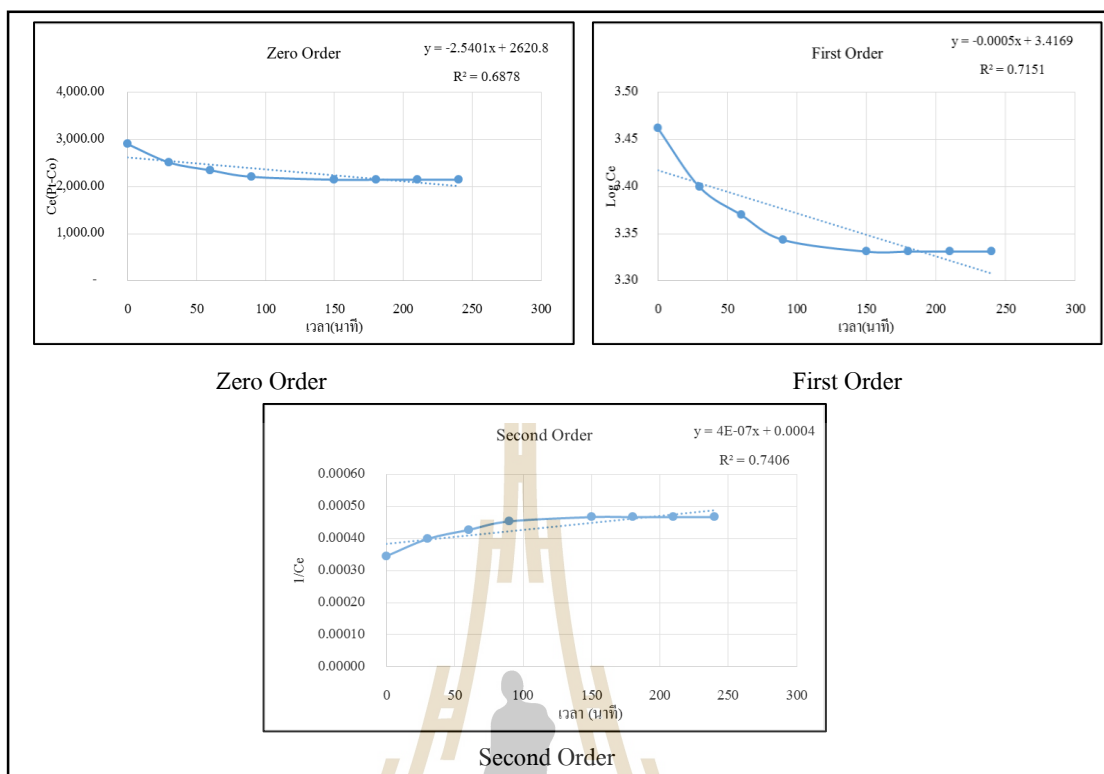 Zero Order
y = -2.5401x + 2620.8
R² = 0.6878
4,000.00
3,000.00
2,000.00
1,000.00
-
Ce(Pt-Co)
0 50 100 150 200 250 300
เวลา(นาที)
First Order
y = -0.0005x + 3.4169
R² = 0.7151
3.50
3.45
3.40
3.35
3.30
Log Ce
0 50 100 150 200 250 300
เวลา(นาที)
Zero Order
First Order
Second Order
y = 4E-07x + 0.0004
R² = 0.7406
0.00060
0.00050
0.00040
0.00030
0.00020
0.00010
0.00000
1/Ce
0 50 100 150 200 250 300
เวลา (นาที)
Second Order